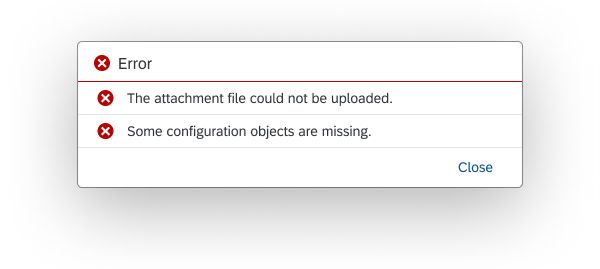 Error
The attachment file could not be uploaded.
Some configuration objects are missing.
Close